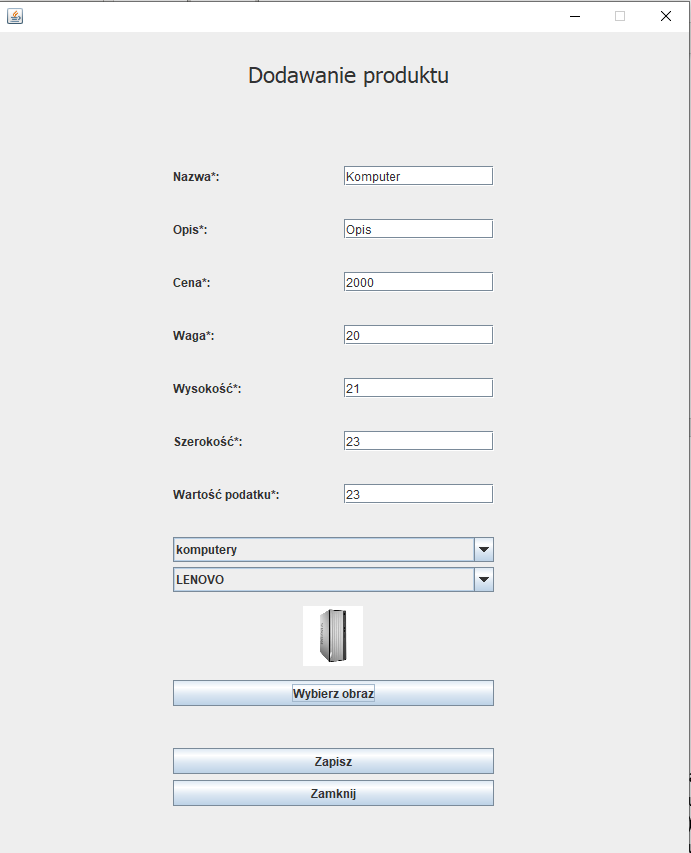 Dodawanie produktu
Nazwa*: Komputer
Opis*: Opis
Cena*: 2000
Waga*: 20
Wysokość*: 21
Szerokość*: 23
Wartość podatku*: 23
komputery
LENOVO
Wybierz obraz
Zapisz
Zamknij